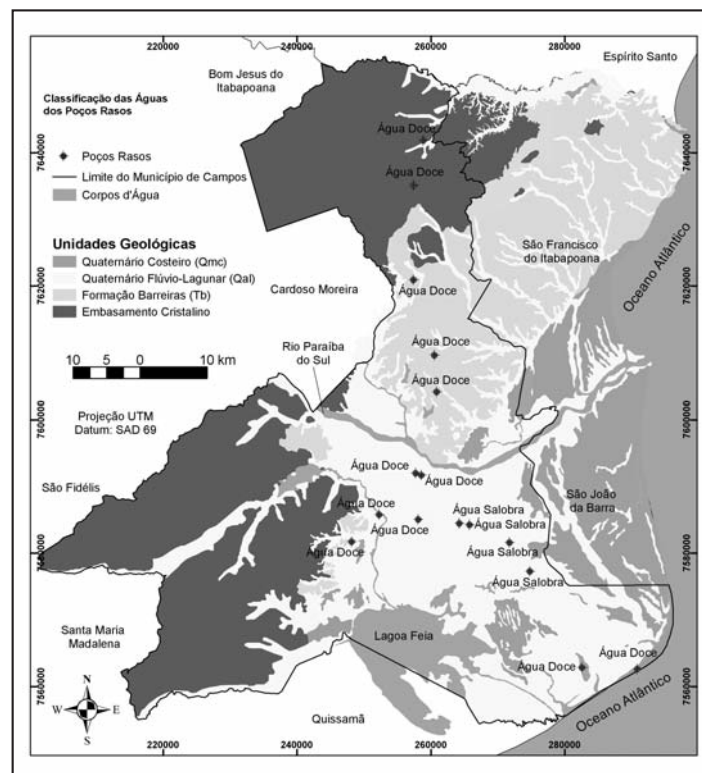 220000 240000 260000 280000
Espírito Santo
Bom Jesus do
Itabapoana
Classificação das Águas
dos Poços Rasos
Poços Rasos
Limite do Município de Campos
Corpos d'Água
Unidades Geológicas
Quaternário Costeiro (Qmc)
Quaternário Flúvio-Lagunar (Qal)
Formação Barreiras (Tb)
Embasamento Cristalino
10 5 0 10 km
Projeção UTM
Datum: SAD 69
7640000
7620000
7600000
7580000
7560000
7640000
7620000
7600000
7580000
7560000
Água Doce
Água Doce
São Francisco
do Itabapoana
Oceano Atlântico
Cardoso Moreira
Água Doce
Rio Paraíba
do Sul
Água Doce
Água Doce
São Fidélis
Água Doce
Água Doce
São João
da Barra
Água Doce
Água Salobra
Água Doce
Água Salobra
Água Doce
Água Salobra
Água Salobra
Santa Maria
Madalena
Lagoa Feia
Água Doce
Água Doce
N
W E
S
Quissamã
Oceano Atlântico
220000 240000 260000 280000